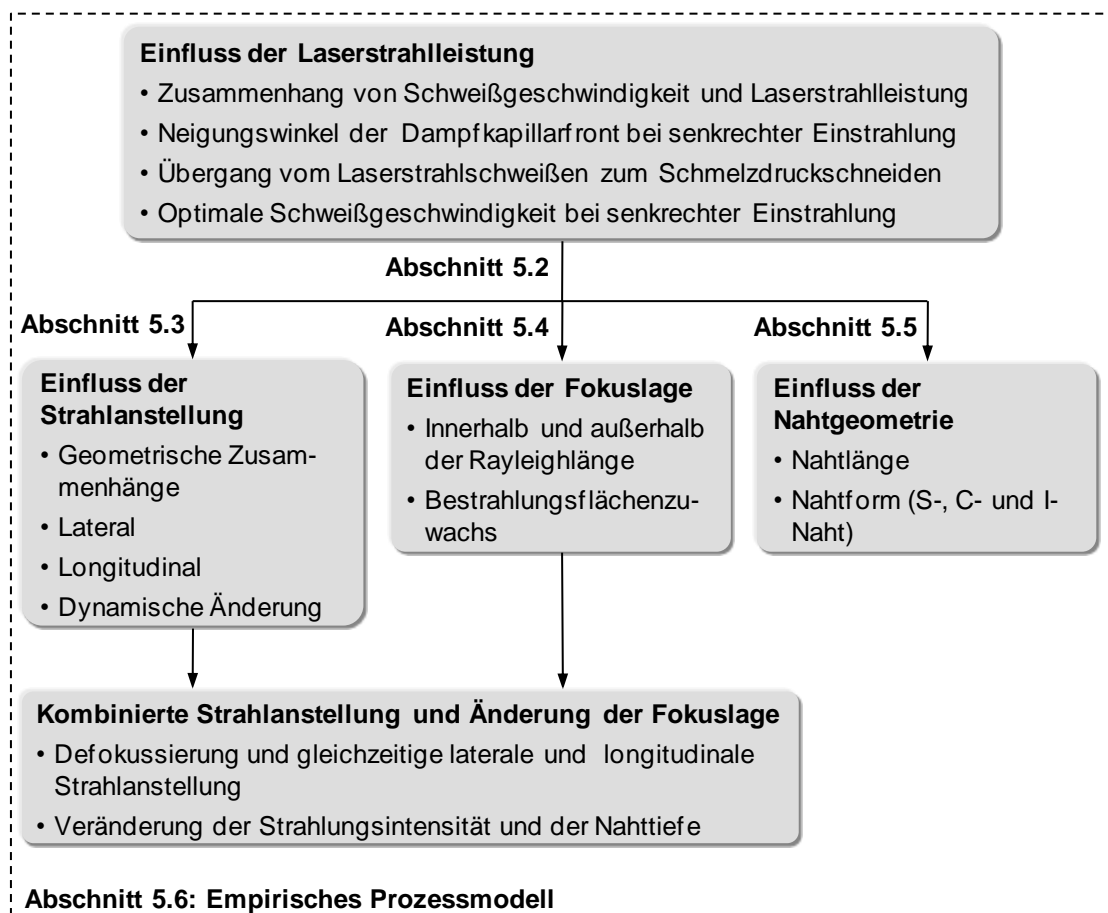 Einfluss der Laserstrahlleistung
• Zusammenhang von Schweißgeschwindigkeit und Laserstrahlleistung
• Neigungswinkel der Dampfkapillarfront bei senkrechter Einstrahlung
• Übergang vom Laserstrahlschweißen zum Schmelzdruckschneiden
• Optimale Schweißgeschwindigkeit bei senkrechter Einstrahlung
Abschnitt 5.2
Abschnitt 5.3
Abschnitt 5.4
Abschnitt 5.5
Einfluss der
Strahlanstellung
• Geometrische Zusam-
menhänge
• Lateral
• Longitudinal
• Dynamische Änderung
Einfluss der Fokuslage
• Innerhalb und außerhalb
der Rayleighlänge
• Bestrahlungsflächenzu-
wachs
Einfluss der
Nahtgeometrie
• Nahtlänge
• Nahtform (S-, C- und I-
Naht)
Kombinierte Strahlanstellung und Änderung der Fokuslage
• Defokussierung und gleichzeitige laterale und longitudinale
Strahlanstellung
• Veränderung der Strahlungsintensität und der Nahttiefe
Abschnitt 5.6: Empirisches Prozessmodell